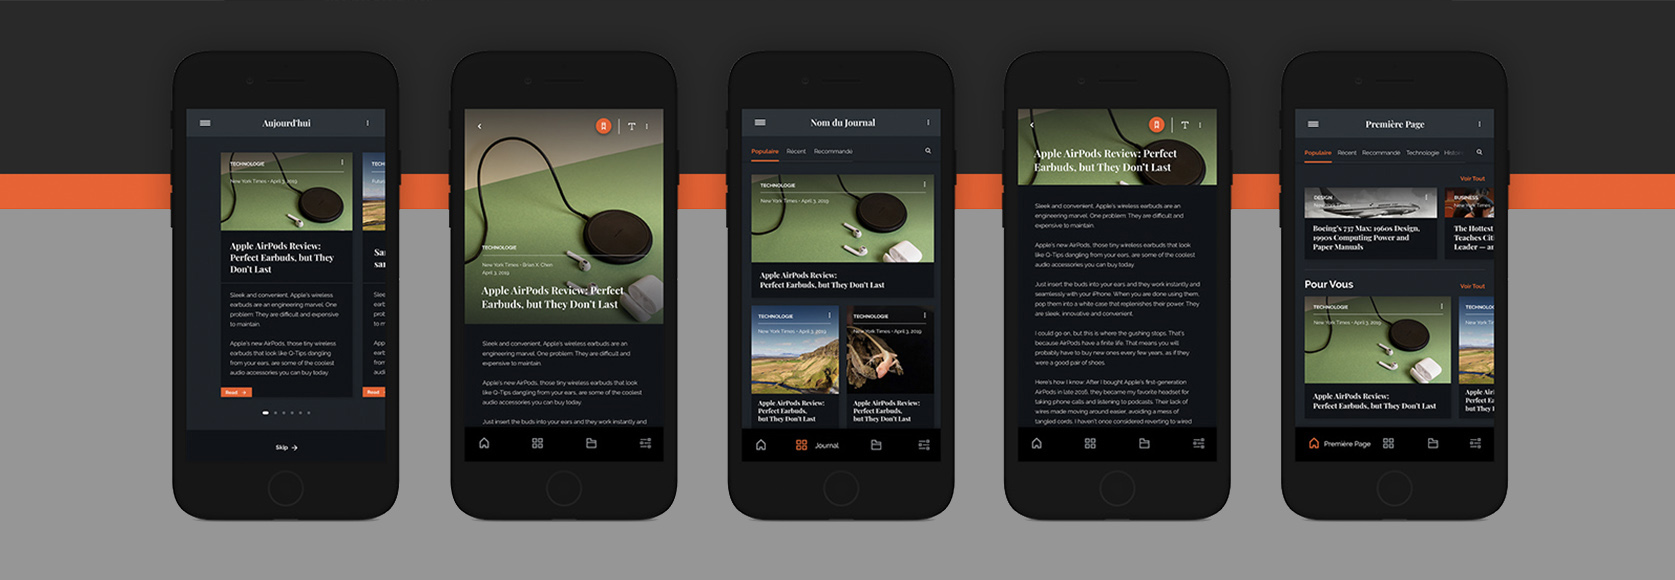 Aujourd'hui
TECHNOLOGIE
New York Times • April 3, 2019
Apple AirPods Review:
Perfect Earbuds, but They
Don't Last
Sleek and convenient, Apple's wireless
earbuds are an engineering marvel. One
problem: They are difficult and expensive
to maintain.
Apple's new AirPods, those tiny wireless
earbuds that look like Q-Tips dangling
from your ears, are some of the coolest
audio accessories you can buy today.
Read
TECHN
Futur
San
san
Sleek
earb
prob
to m
Apple
earb
from
audi
Read
Skip
T
TECHNOLOGIE
New York Times • Brian X. Chen
April 3, 2019
Apple AirPods Review: Perfect
Earbuds, but They Don't Last
Sleek and convenient, Apple's wireless earbuds are an
engineering marvel. One problem: They are difficult and
expensive to maintain.
Apple's new AirPods, those tiny wireless earbuds that look
like Q-Tips dangling from your ears, are some of the coolest
audio accessories you can buy today.
Just insert the buds into your ears and they work instantly and
Nom du Journal
Populaire Récent Recommandé
TECHNOLOGIE
New York Times • April 3, 2019
Apple AirPods Review:
Perfect Earbuds, but They Don't Last
TECHNOLOGIE
New York Times • April 3, 2019
Apple AirPods Review:
Perfect Earbuds,
but They Don't Last
TECHNOLOGIE
New York Times • April 3, 2019
Apple AirPods Review:
Perfect Earbuds,
but They Don't Last
Journal
T
Apple AirPods Review: Perfect
Earbuds, but They Don't Last
Sleek and convenient, Apple's wireless earbuds are an
engineering marvel. One problem: They are difficult and
expensive to maintain.
Apple's new AirPods, those tiny wireless earbuds that look
like Q-Tips dangling from your ears, are some of the coolest
audio accessories you can buy today.
Just insert the buds into your ears and they work instantly and
seamlessly with your iPhone. When you are done using them,
pop them into a white case that replenishes their power. They
are sleek, innovative and convenient.
I could go on, but this is where the gushing stops. That's
because AirPods have a finite life. That means you will
probably have to buy new ones every few years, as if they
were a good pair of shoes.
Here's how I know: After I bought Apple's first-generation
AirPods in late 2016, they became my favorite headset for
taking phone calls and listening to podcasts. Their lack of
wires made moving around easier, avoiding a mess of
tangled cords. I haven't once considered reverting to wired
Première Page
Populaire Récent Recommandé Technologie Histoire
Voir Tout
DESIGN
New York Times
Boeing's 737 Max: 1960s Design,
1990s Computing Power and
Paper Manuals
BUSINESS
New York Times
The Hottest
Teaches Citi
Leader — a
Pour Vous
Voir Tout
TECHNOLOGIE
New York Times • April 3, 2019
Apple AirPods Review:
Perfect Earbuds, but They Don't Last
TECHNO
New York
Apple
Perfe
Première Page